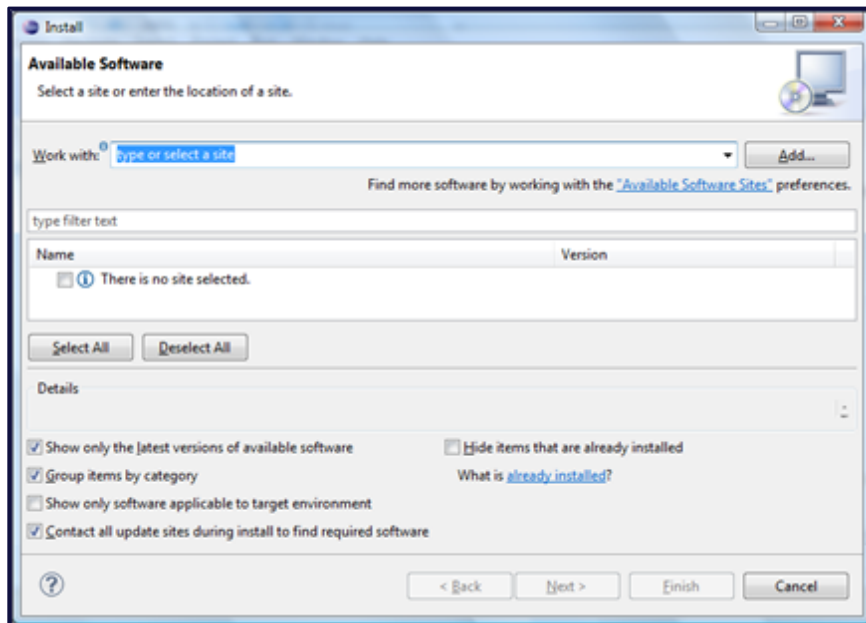 Install
Available Software
Select a site or enter the location of a site.
Work with: type or select a site Add...
Find more software by working with the "Available Software Sites" preferences.
type filter text
Name Version
There is no site selected.
Select All Deselect All
Details
Show only the latest versions of available software Hide items that are already installed
Group items by category What is already installed?
Show only software applicable to target environment
Contact all update sites during install to find required software
? < Back Next > Finish Cancel